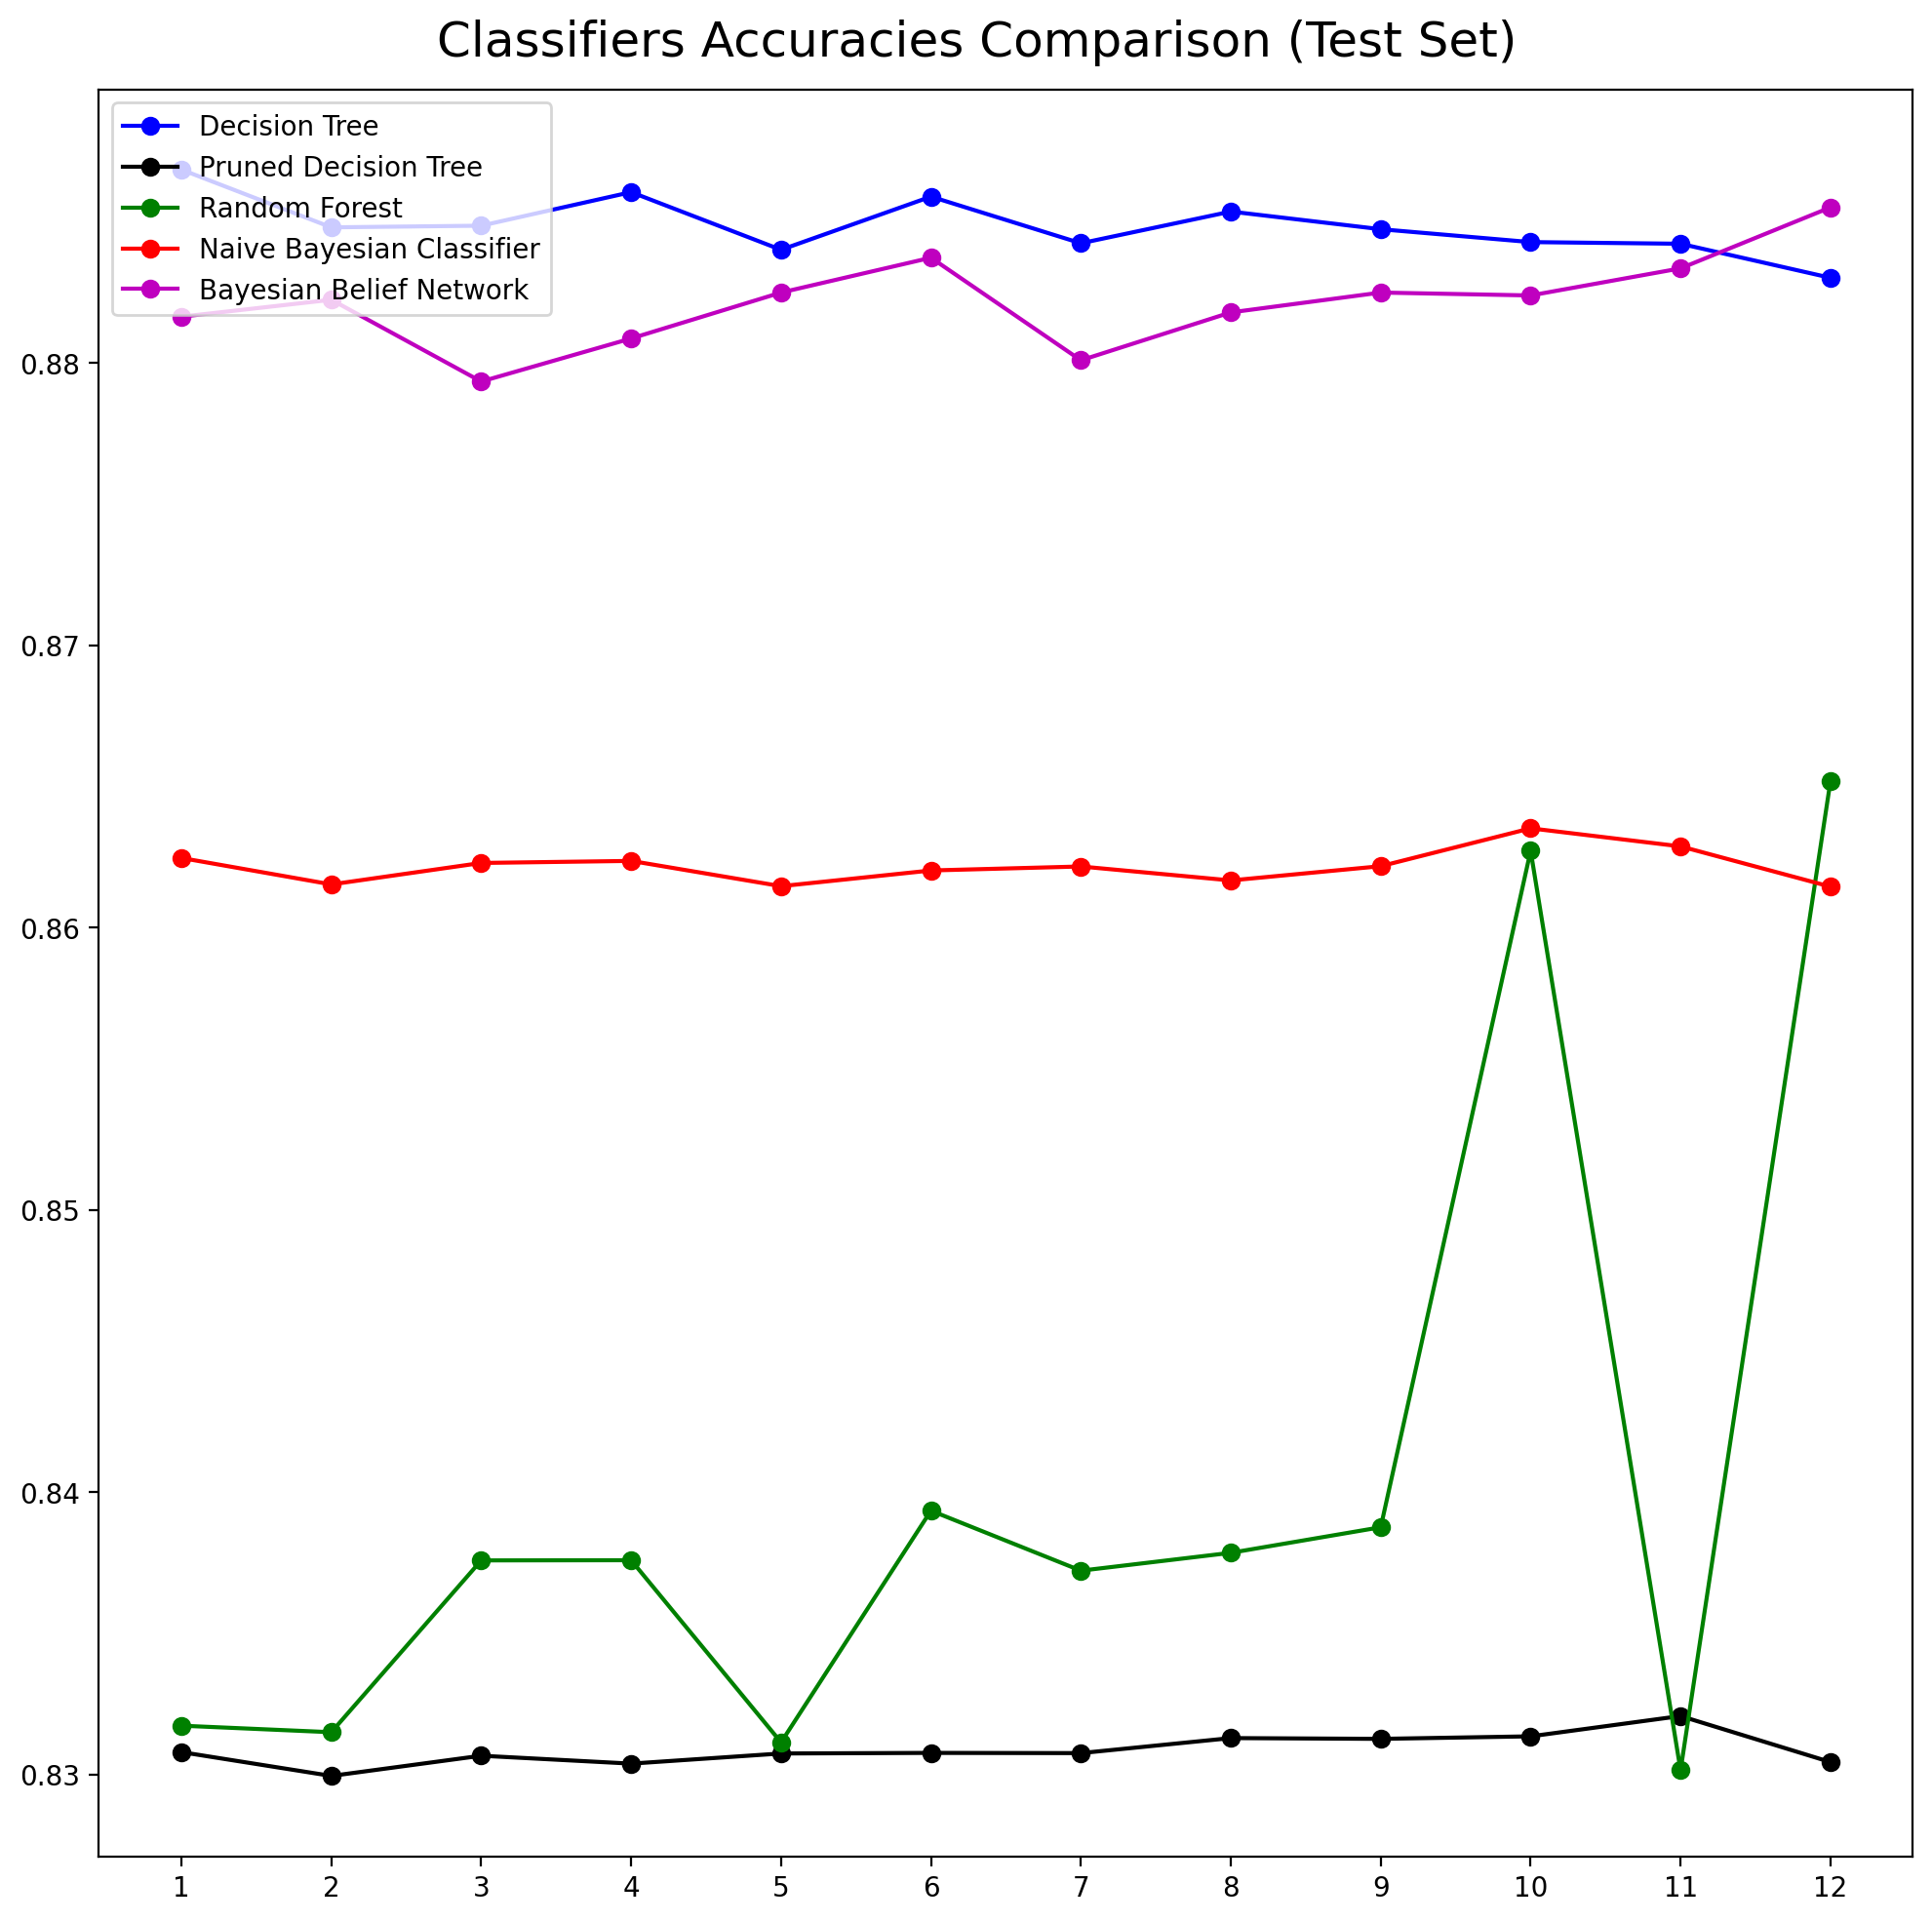 Classifiers Accuracies Comparison (Test Set)
Decision Tree
Pruned Decision Tree
Random Forest
Naive Bayesian Classifier
Bayesian Belief Network
0.88
0.87
0.86
0.85
0.84
0.83
1 2 3 4 5 6 7 8 9 10 11 12